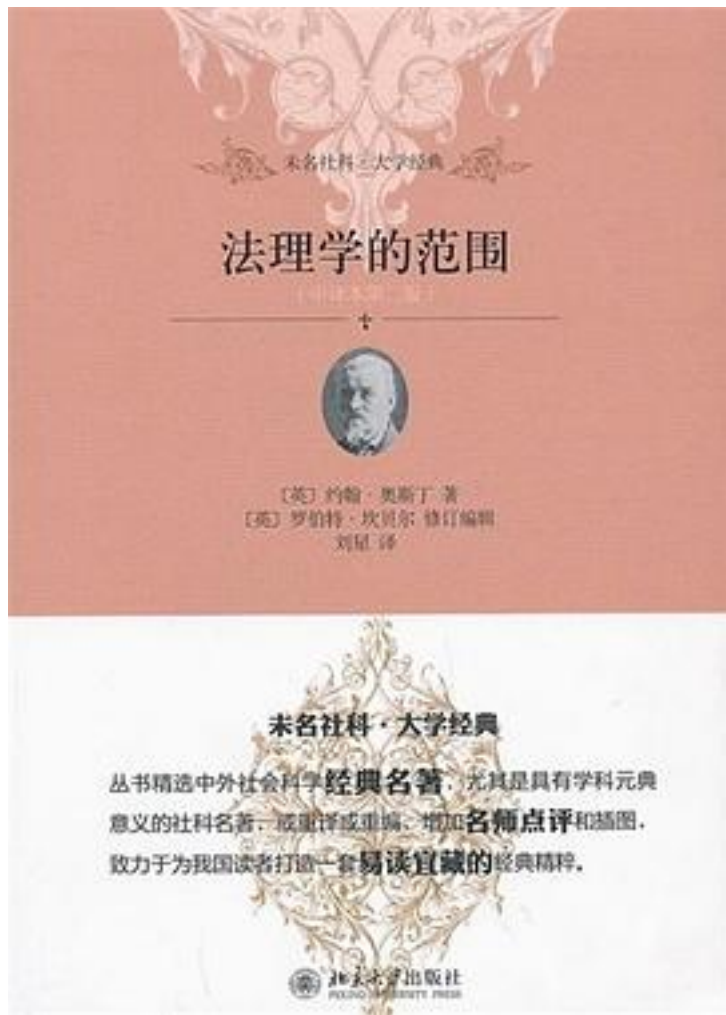 未名社科·大学经典
法理学的范围
〔英〕约翰·奥斯丁 著
〔英〕罗伯特·坎贝尔 修订编辑
刘星 译
未名社科·大学经典
丛书精选中外社会科学经典名著，尤其是具有学科元典
意义的社科名著，或重译或重编、增加名师点评和插图，
致力于为我国读者打造一套易读宜藏的经典精粹。
北京大学出版社
PEKING UNIVERSITY PRESS